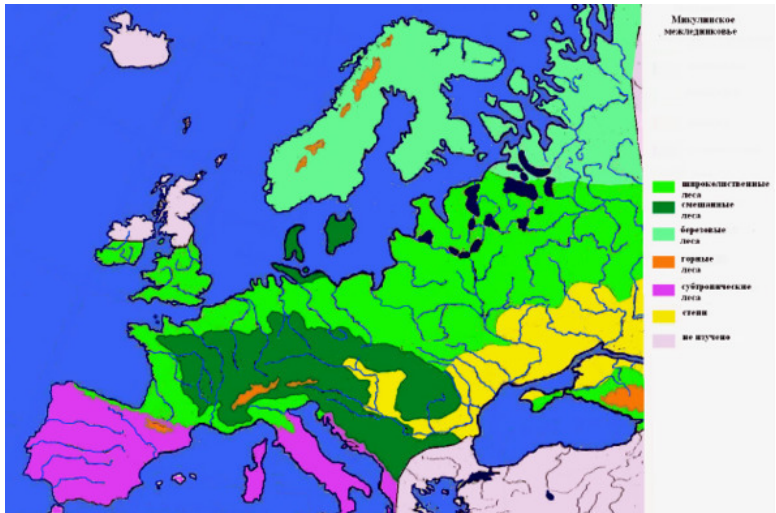 Микулинское
межледниковье
широколиственные
леса
смешанные
леса
березовые
леса
горные
леса
субтропические
леса
степи
не изучено